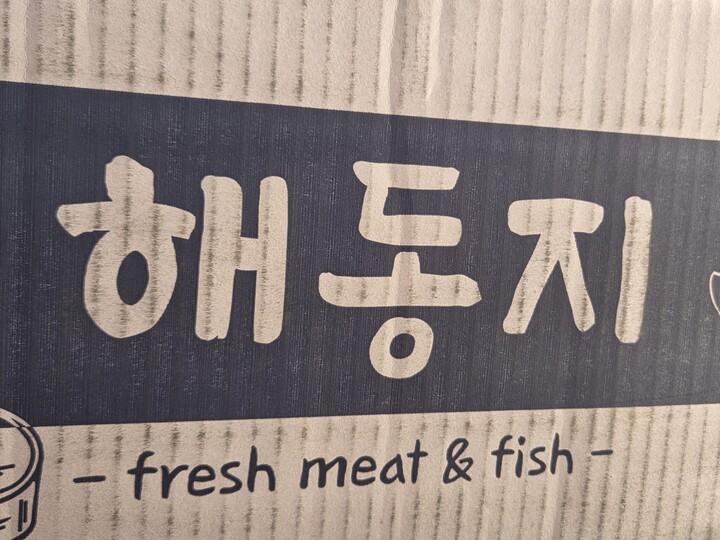 해동지
- fresh meat & fish -